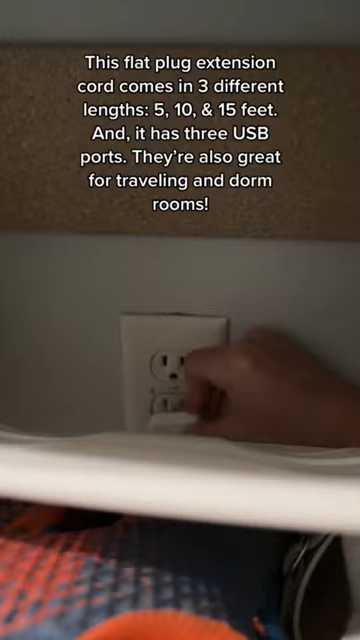 This flat plug extension
cord comes in 3 different
lengths: 5, 10, & 15 feet.
And, it has three USB
ports. They're also great
for traveling and dorm
rooms!